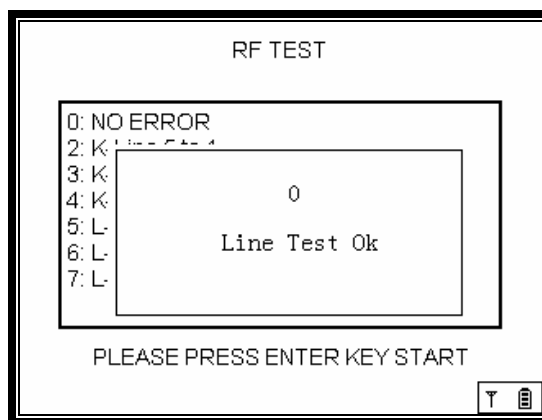 RF TEST
0: NO ERROR
2: K-
3: K-
4: K-
5: L-
6: L-
7: L-
0
Line Test Ok
PLEASE PRESS ENTER KEY START